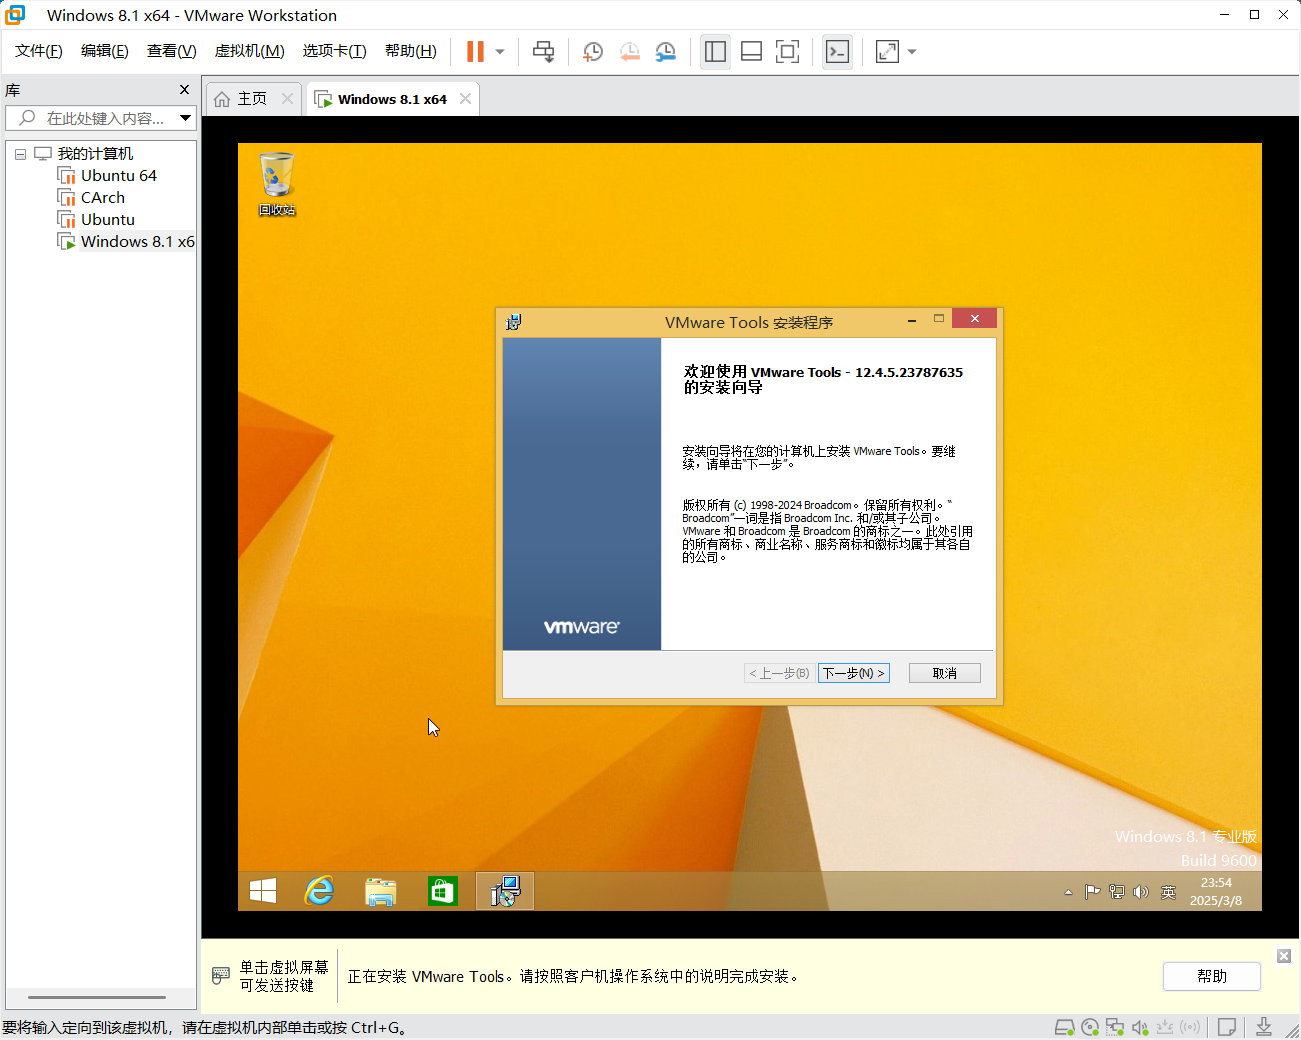 Windows 8.1 x64 - VMware Workstation
文件(F) 编辑(E) 查看(V) 虚拟机(M) 选项卡(T) 帮助(H)
库
主页
Windows 8.1 x64
在此处键入内容...
我的计算机
Ubuntu 64
CArch
Ubuntu
Windows 8.1 x6
回收站
VMware Tools 安装程序
欢迎使用 VMware Tools - 12.4.5.23787635
的安装向导
安装向导将在您的计算机上安装 VMware Tools。要继
续，请单击“下一步”。
版权所有 (c) 1998-2024 Broadcom。保留所有权利。“
Broadcom”一词是指 Broadcom Inc. 和/或其子公司。
VMware 和 Broadcom 是 Broadcom 的商标之一。此处引用
的所有商标、商业名称、服务商标和徽标均属于其各自
的公司。
vmware
< 上一步(B) 下一步(N) > 取消
Windows 8.1 专业版
Build 9600
英
23:54
2025/3/8
单击虚拟屏幕
可发送按键
正在安装 VMware Tools。请按照客户机操作系统中的说明完成安装。
帮助
要将输入定向到该虚拟机，请在虚拟机内部单击或按 Ctrl+G。